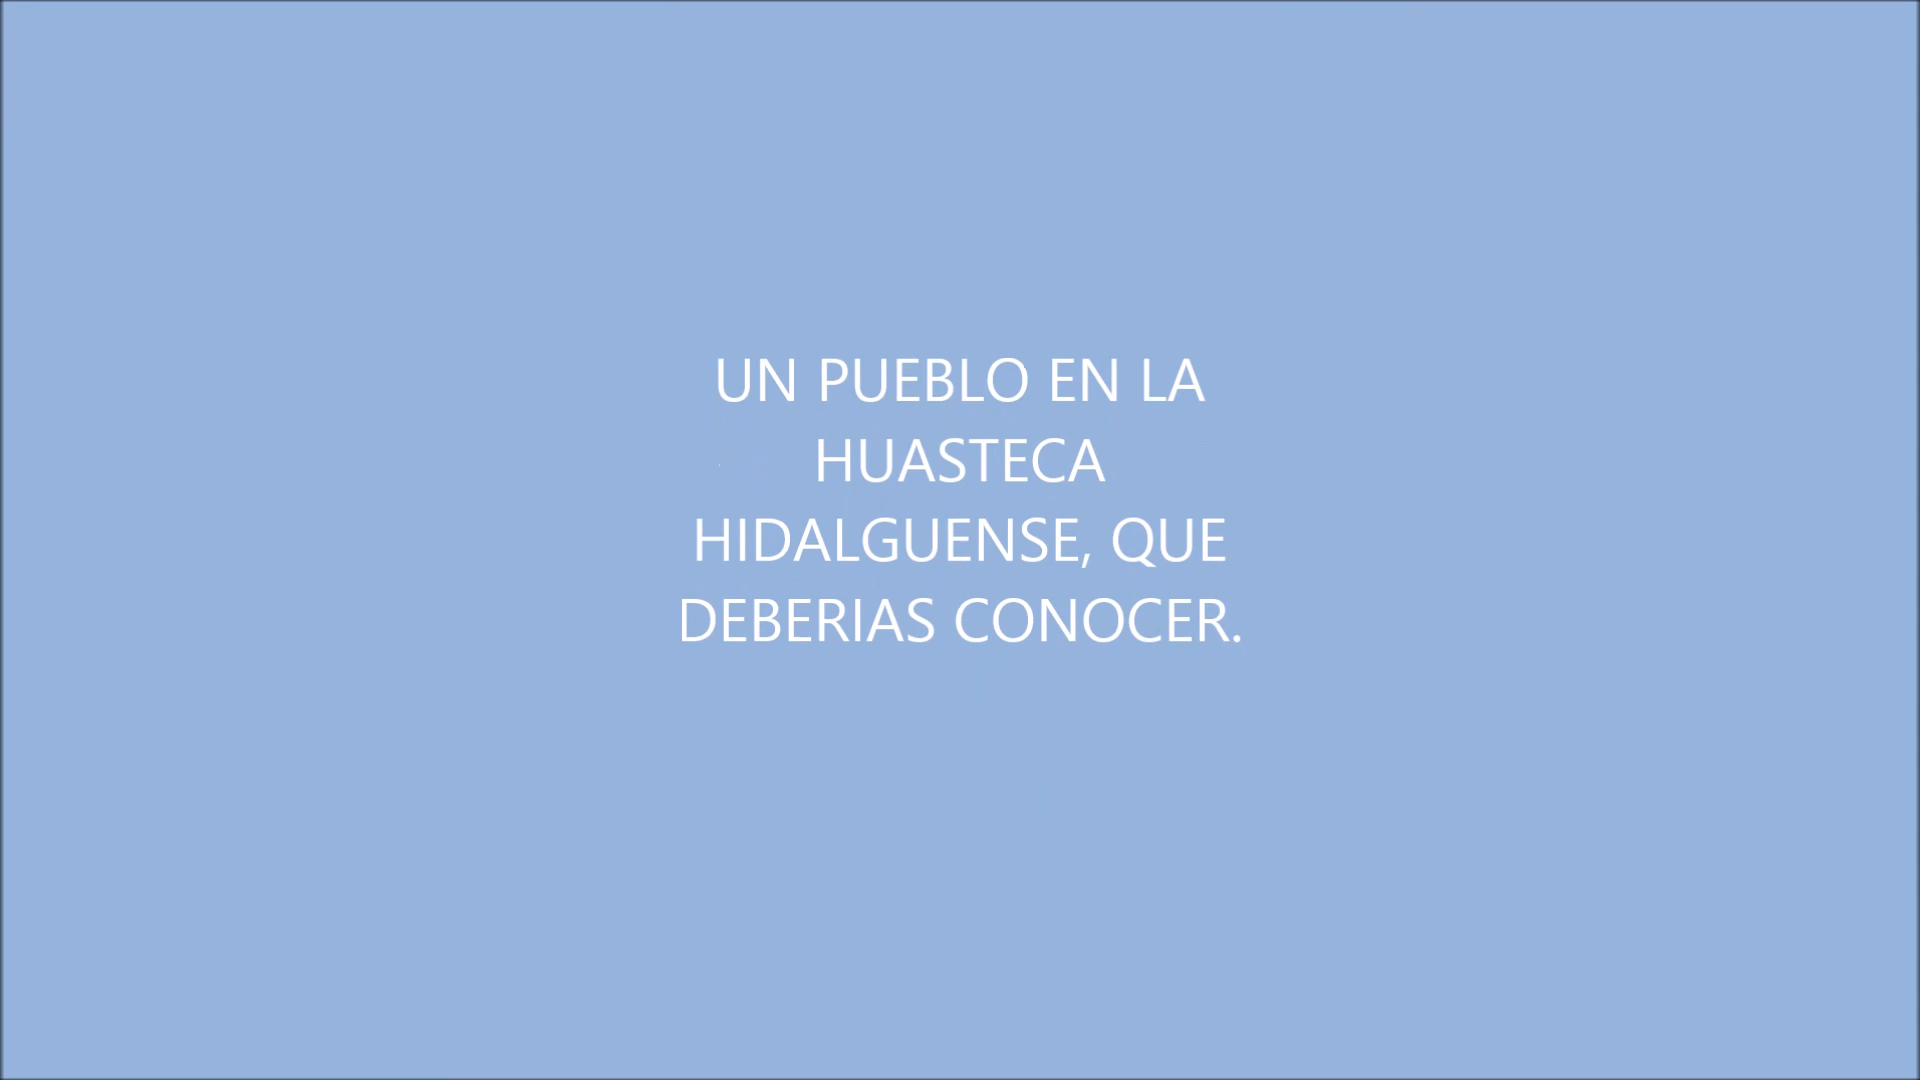 UN PUEBLO EN LA
HUASTECA
HIDALGUENSE, QUE
DEBERIAS CONOCER.